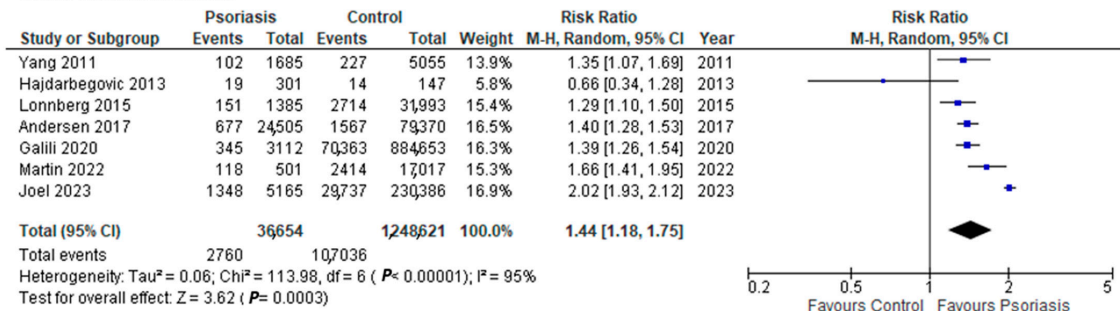 Psoriasis Control Risk Ratio Risk Ratio
Study or Subgroup Events Total Events Total Weight M-H, Random, 95% CI Year M-H, Random, 95% CI
Yang 2011 102 1685 227 5055 13.9% 1.35 [1.07, 1.69] 2011
Hajdarbegovic 2013 19 301 14 147 5.8% 0.66 [0.34, 1.28] 2013
Lonnberg 2015 151 1385 2714 31,993 15.4% 1.29 [1.10, 1.50] 2015
Andersen 2017 677 24,505 1567 79,370 16.5% 1.40 [1.28, 1.53] 2017
Galili 2020 345 3112 70,363 884,653 16.3% 1.39 [1.26, 1.54] 2020
Martin 2022 118 501 2414 17,017 15.3% 1.66 [1.41, 1.95] 2022
Joel 2023 1348 5165 29,737 230,386 16.9% 2.02 [1.93, 2.12] 2023
Total (95% CI) 36,654 1,248,621 100.0% 1.44 [1.18, 1.75]
Total events 2760 10,7036
Heterogeneity: Tau² = 0.06; Chi² = 113.98, df = 6 ( P< 0.00001); I² = 95%
Test for overall effect: Z = 3.62 ( P= 0.0003)
0.2 0.5 1 2 5
Favours Control Favours Psoriasis